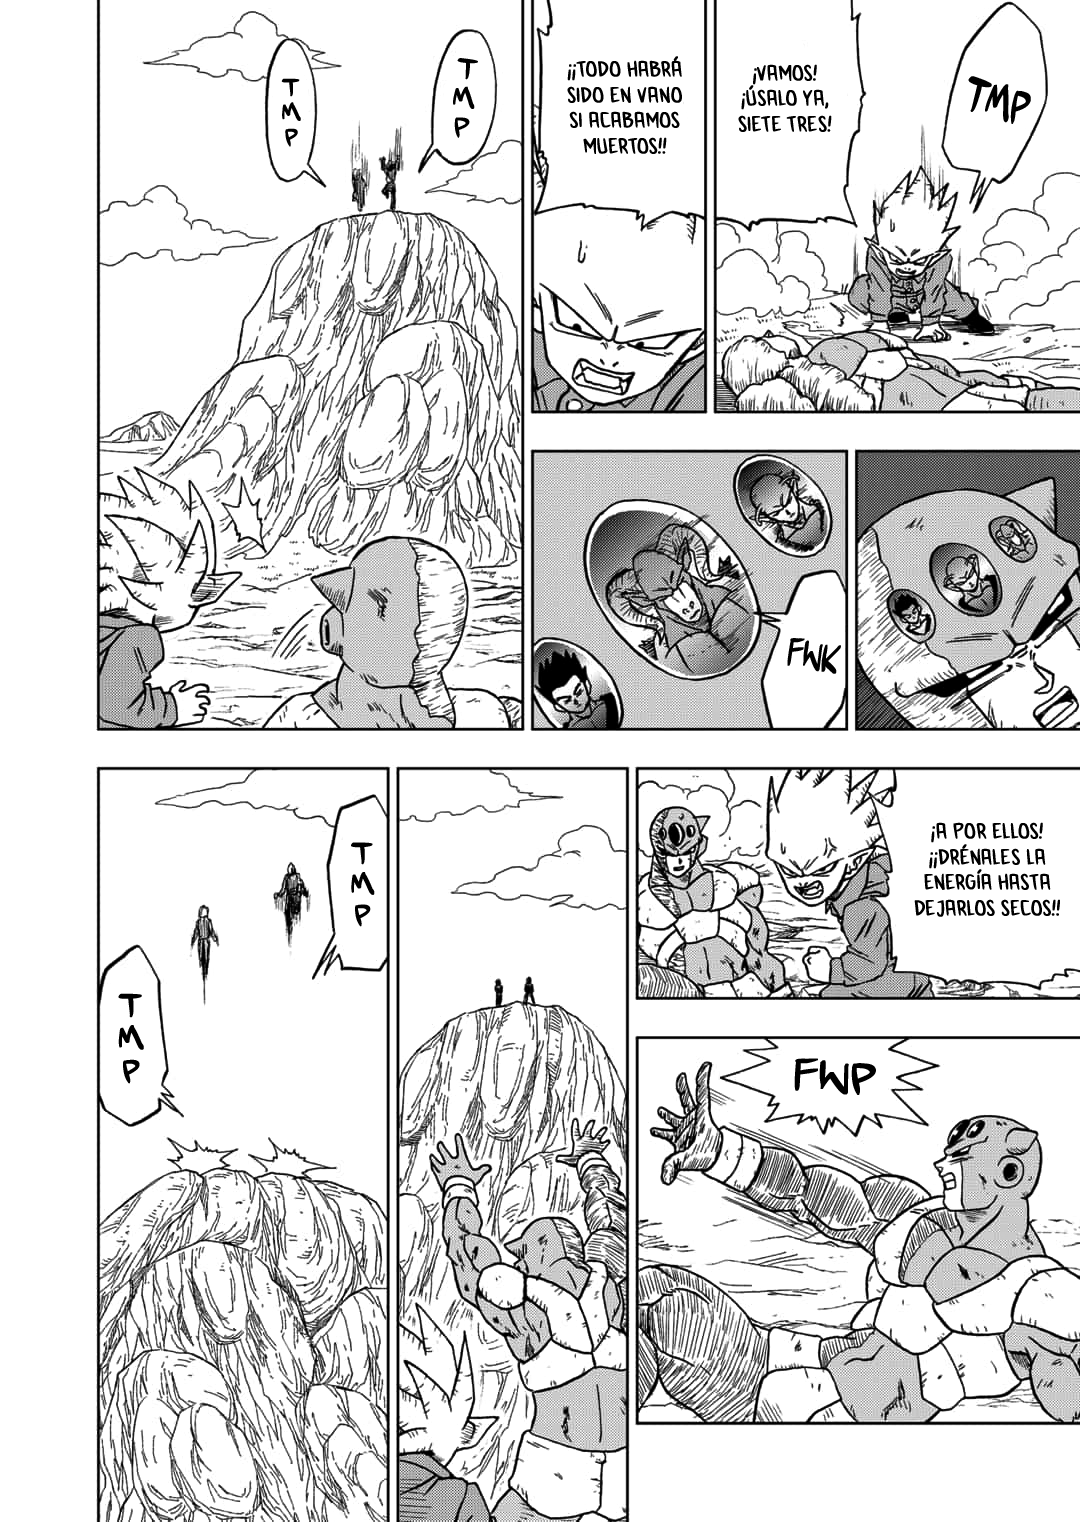 TMP
¡VAMOS!
¡ÚSALO YA,
SIETE TRES!
¡¡TODO HABRÁ
SIDO EN VANO
SI ACABAMOS
MUERTOS!!
TMP
TMP
FWK
¡A POR ELLOS!
¡¡DRÉNALES LA
ENERGÍA HASTA
DEJARLOS SECOS!!
FWP
TMP
TMP